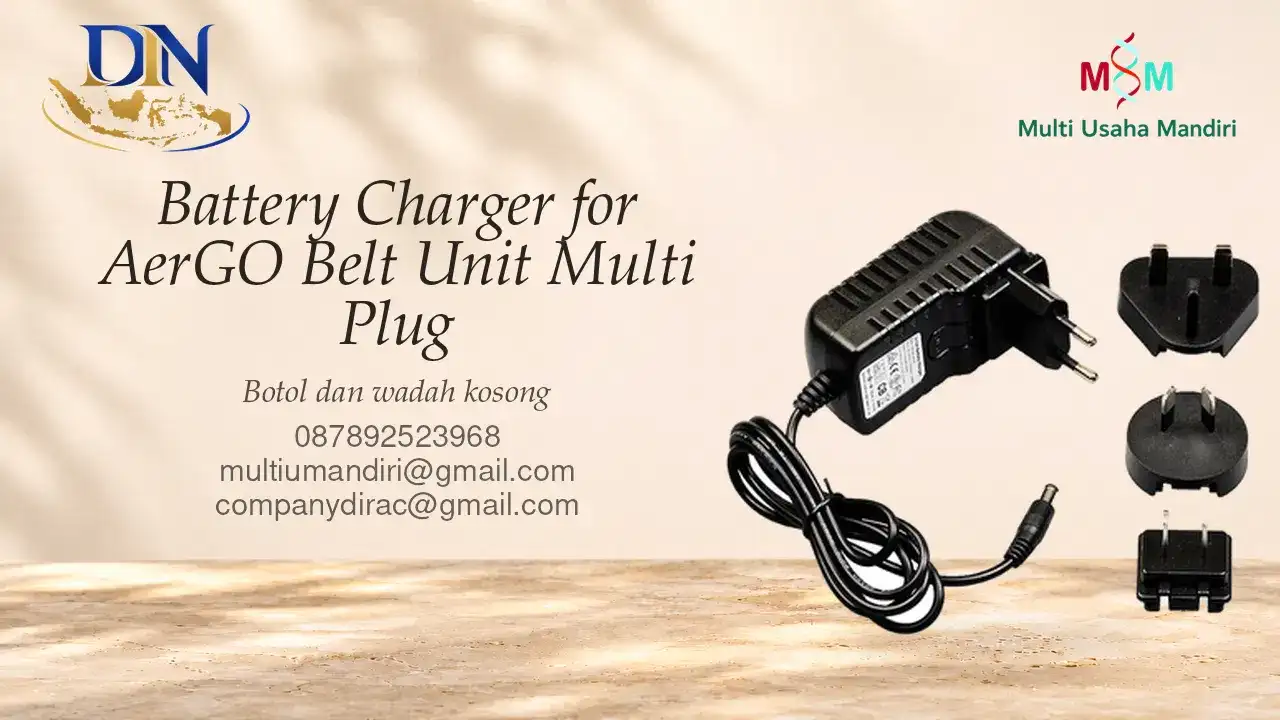 DIN
M M
Multi Usaha Mandiri
Battery Charger for
AerGO Belt Unit Multi
Plug
Botol dan wadah kosong
087892523968
multiumandiri@gmail.com
companydirac@gmail.com